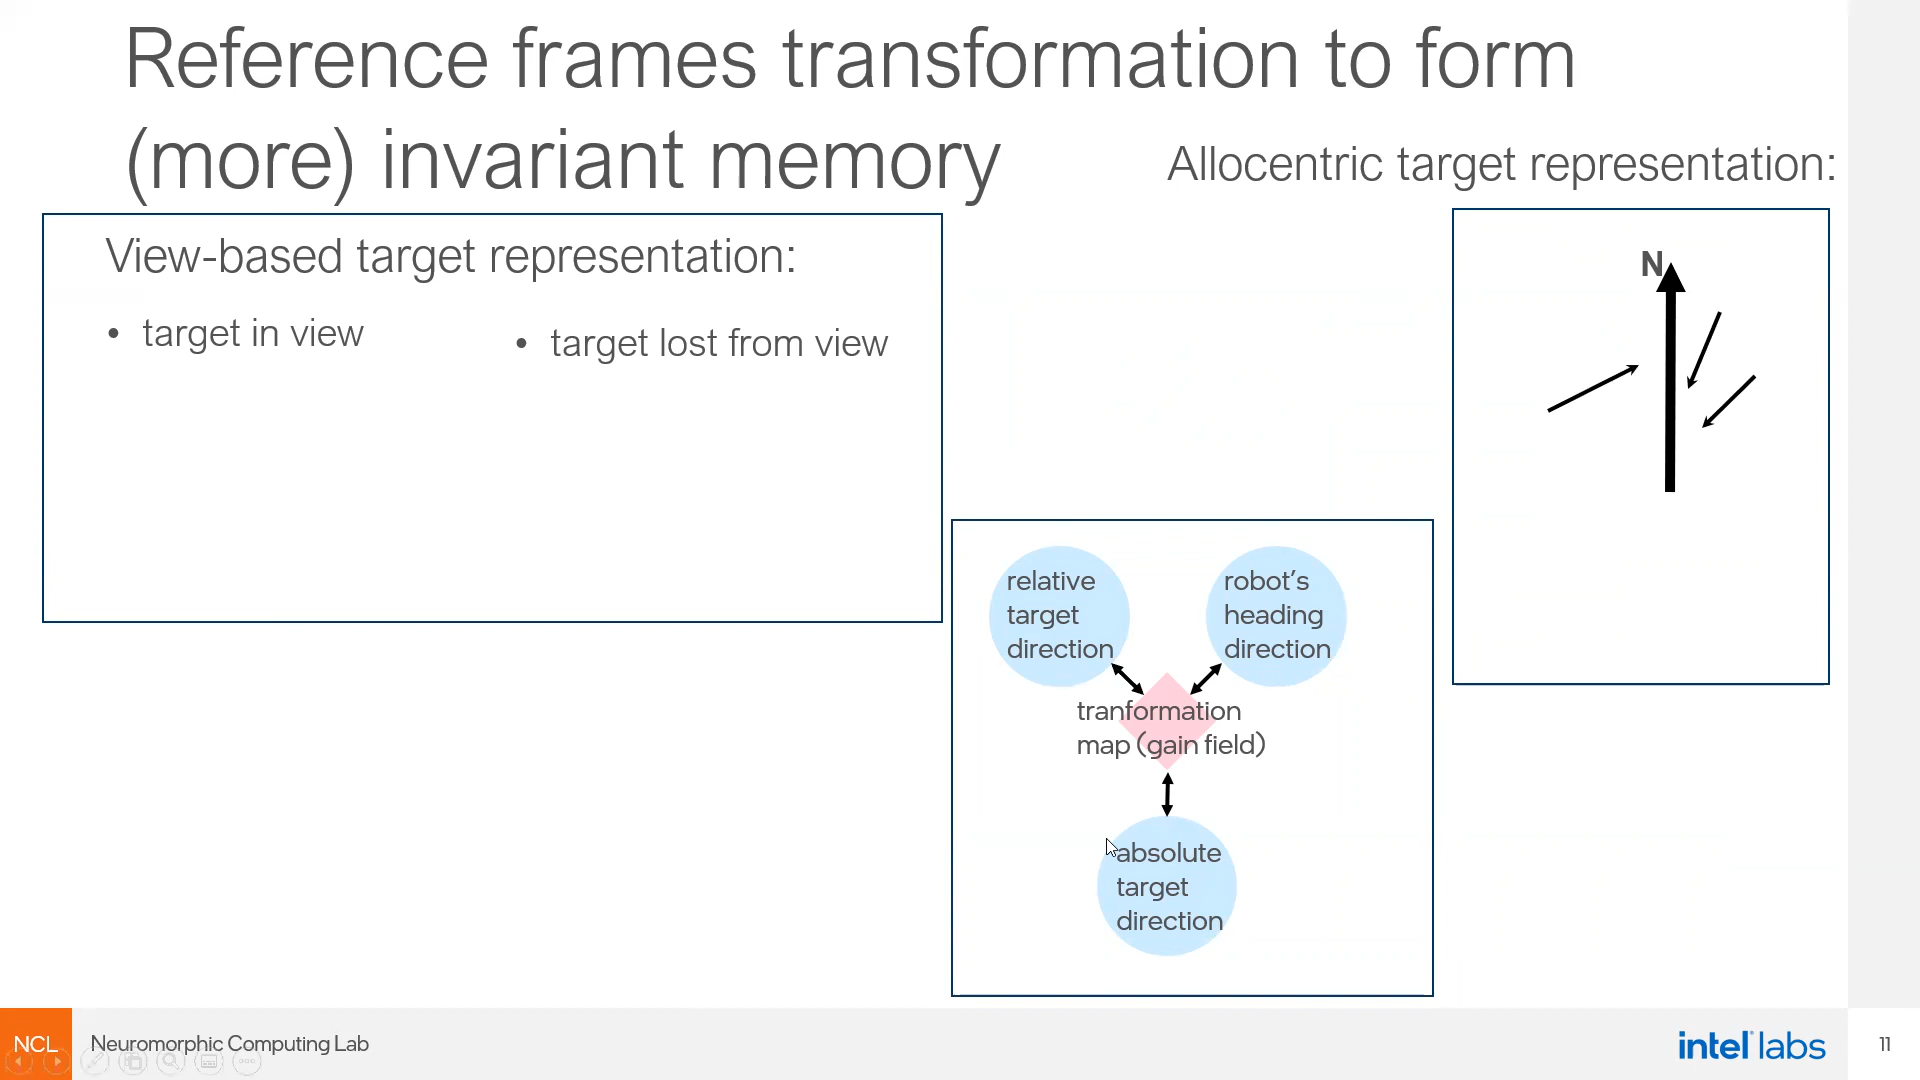 Reference frames transformation to form
(more) invariant memory
Allocentric target representation:
View-based target representation:
• target in view
• target lost from view
N
relative
target
direction
robot's
heading
direction
tranformation
map (gain field)
absolute
target
direction
NCL
Neuromorphic Computing Lab
intel labs
11